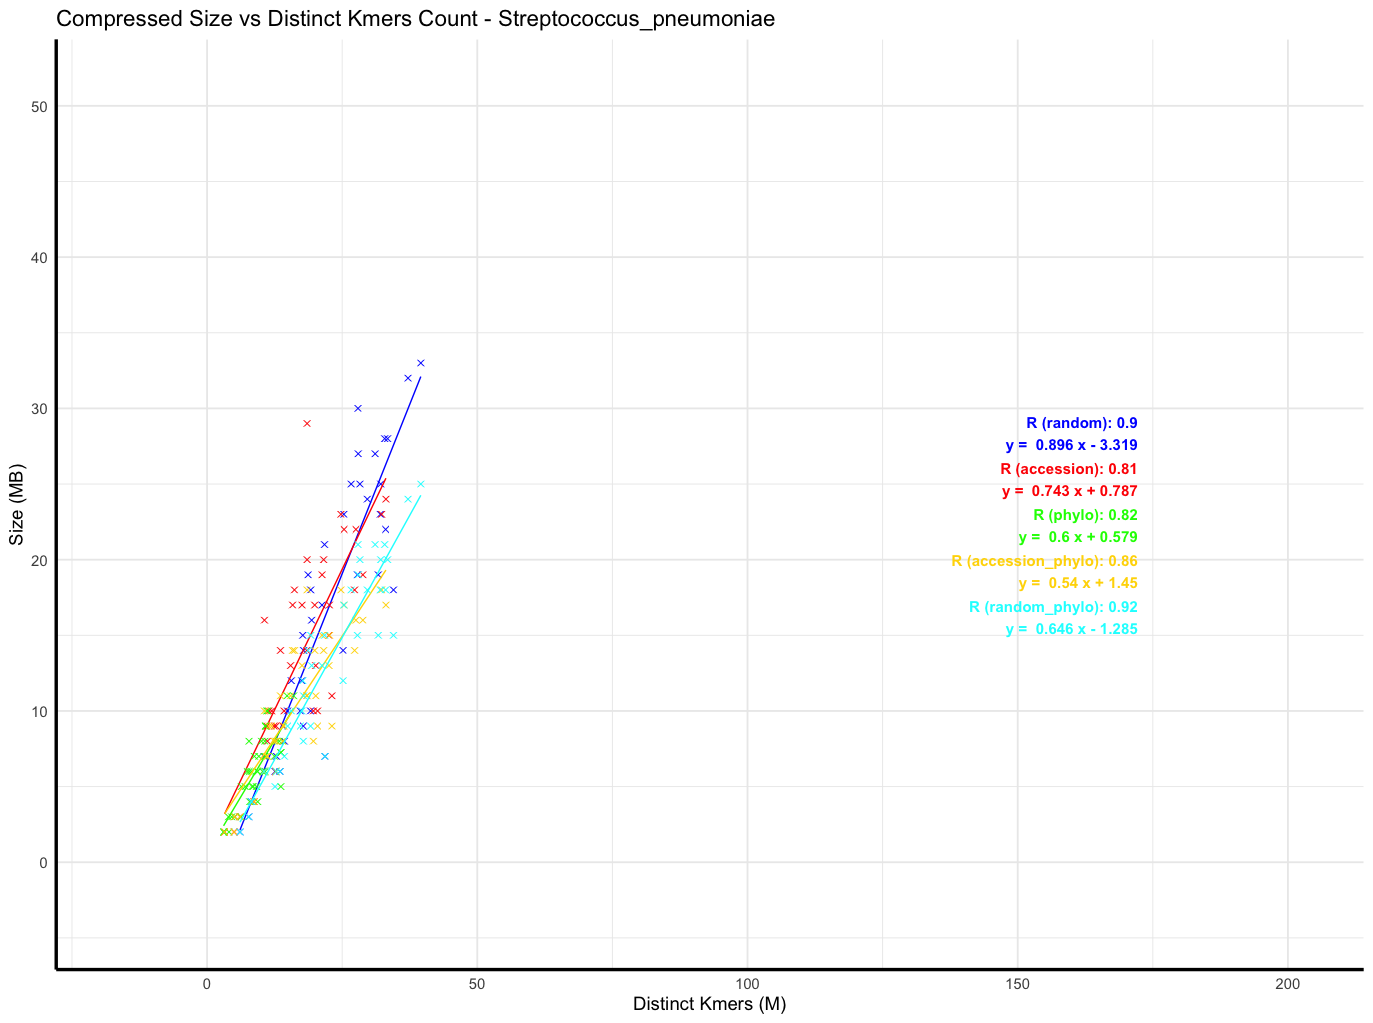 Compressed Size vs Distinct Kmers Count - Streptococcus_pneumoniae
Size (MB)
50
40
30
20
10
0
R (random): 0.9
y =  0.896 x - 3.319
R (accession): 0.81
y =  0.743 x + 0.787
R (phylo): 0.82
y =  0.6 x + 0.579
R (accession_phylo): 0.86
y =  0.54 x + 1.45
R (random_phylo): 0.92
y =  0.646 x - 1.285
0 50 100 150 200
Distinct Kmers (M)